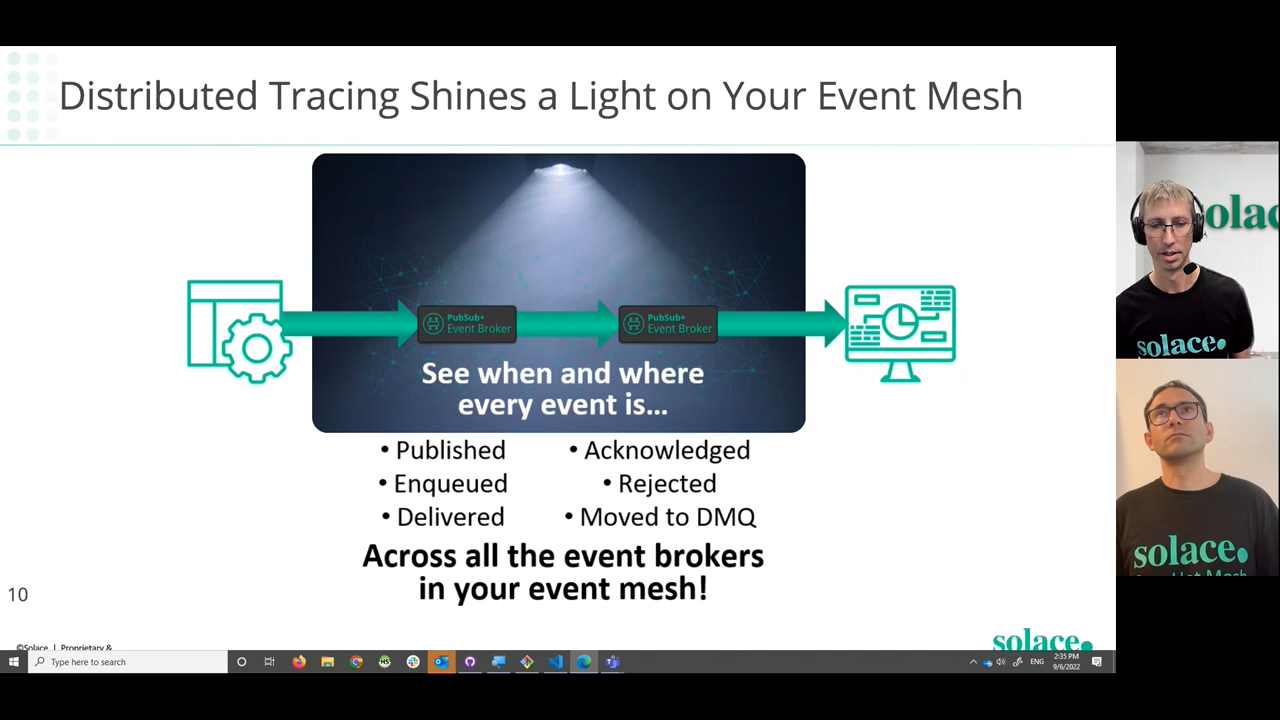 Distributed Tracing Shines a Light on Your Event Mesh
PubSub+
Event Broker
PubSub+
Event Broker
See when and where
every event is...
• Published
• Enqueued
• Delivered
• Acknowledged
• Rejected
• Moved to DMQ
Across all the event brokers
in your event mesh!
10
©Solace | Proprietary &
solace.
Type here to search
ENG
2:35 PM
9/6/2022
solac
solace.
solace.